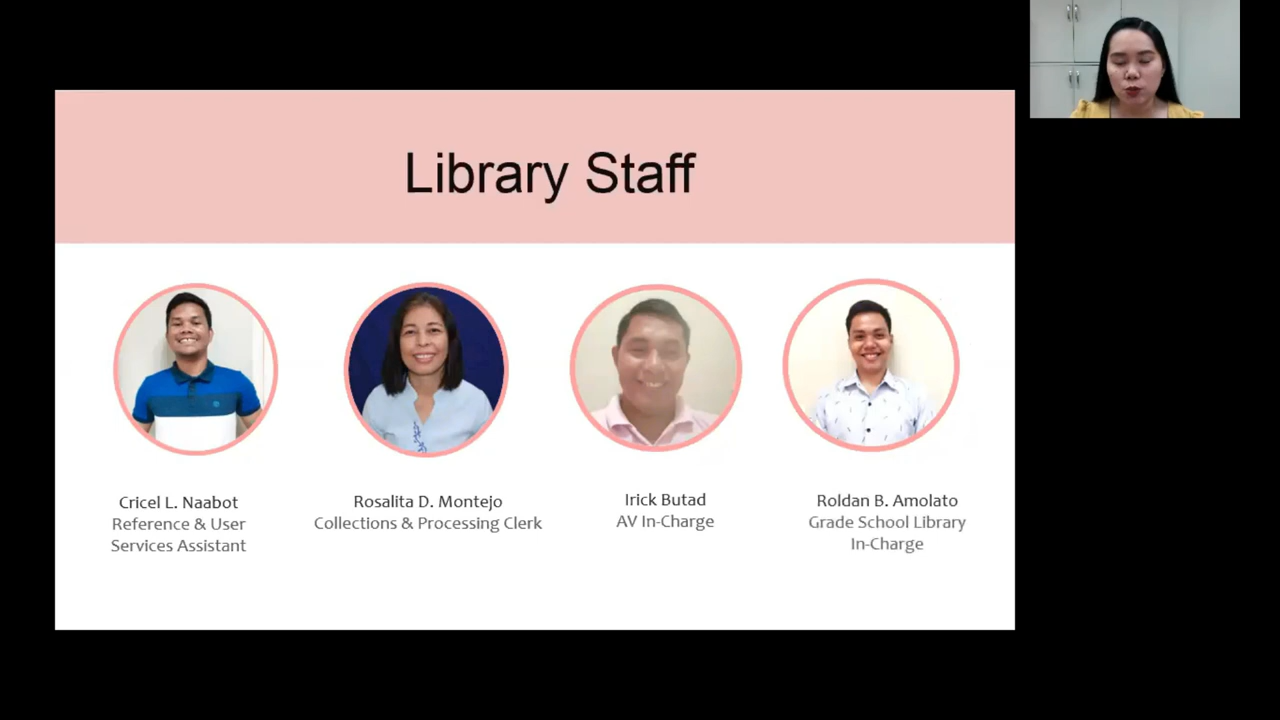 Library Staff
Cricel L. Naabot
Reference & User
Services Assistant
Rosalita D. Montejo
Collections & Processing Clerk
Irick Butad
AV In-Charge
Roldan B. Amolato
Grade School Library
In-Charge